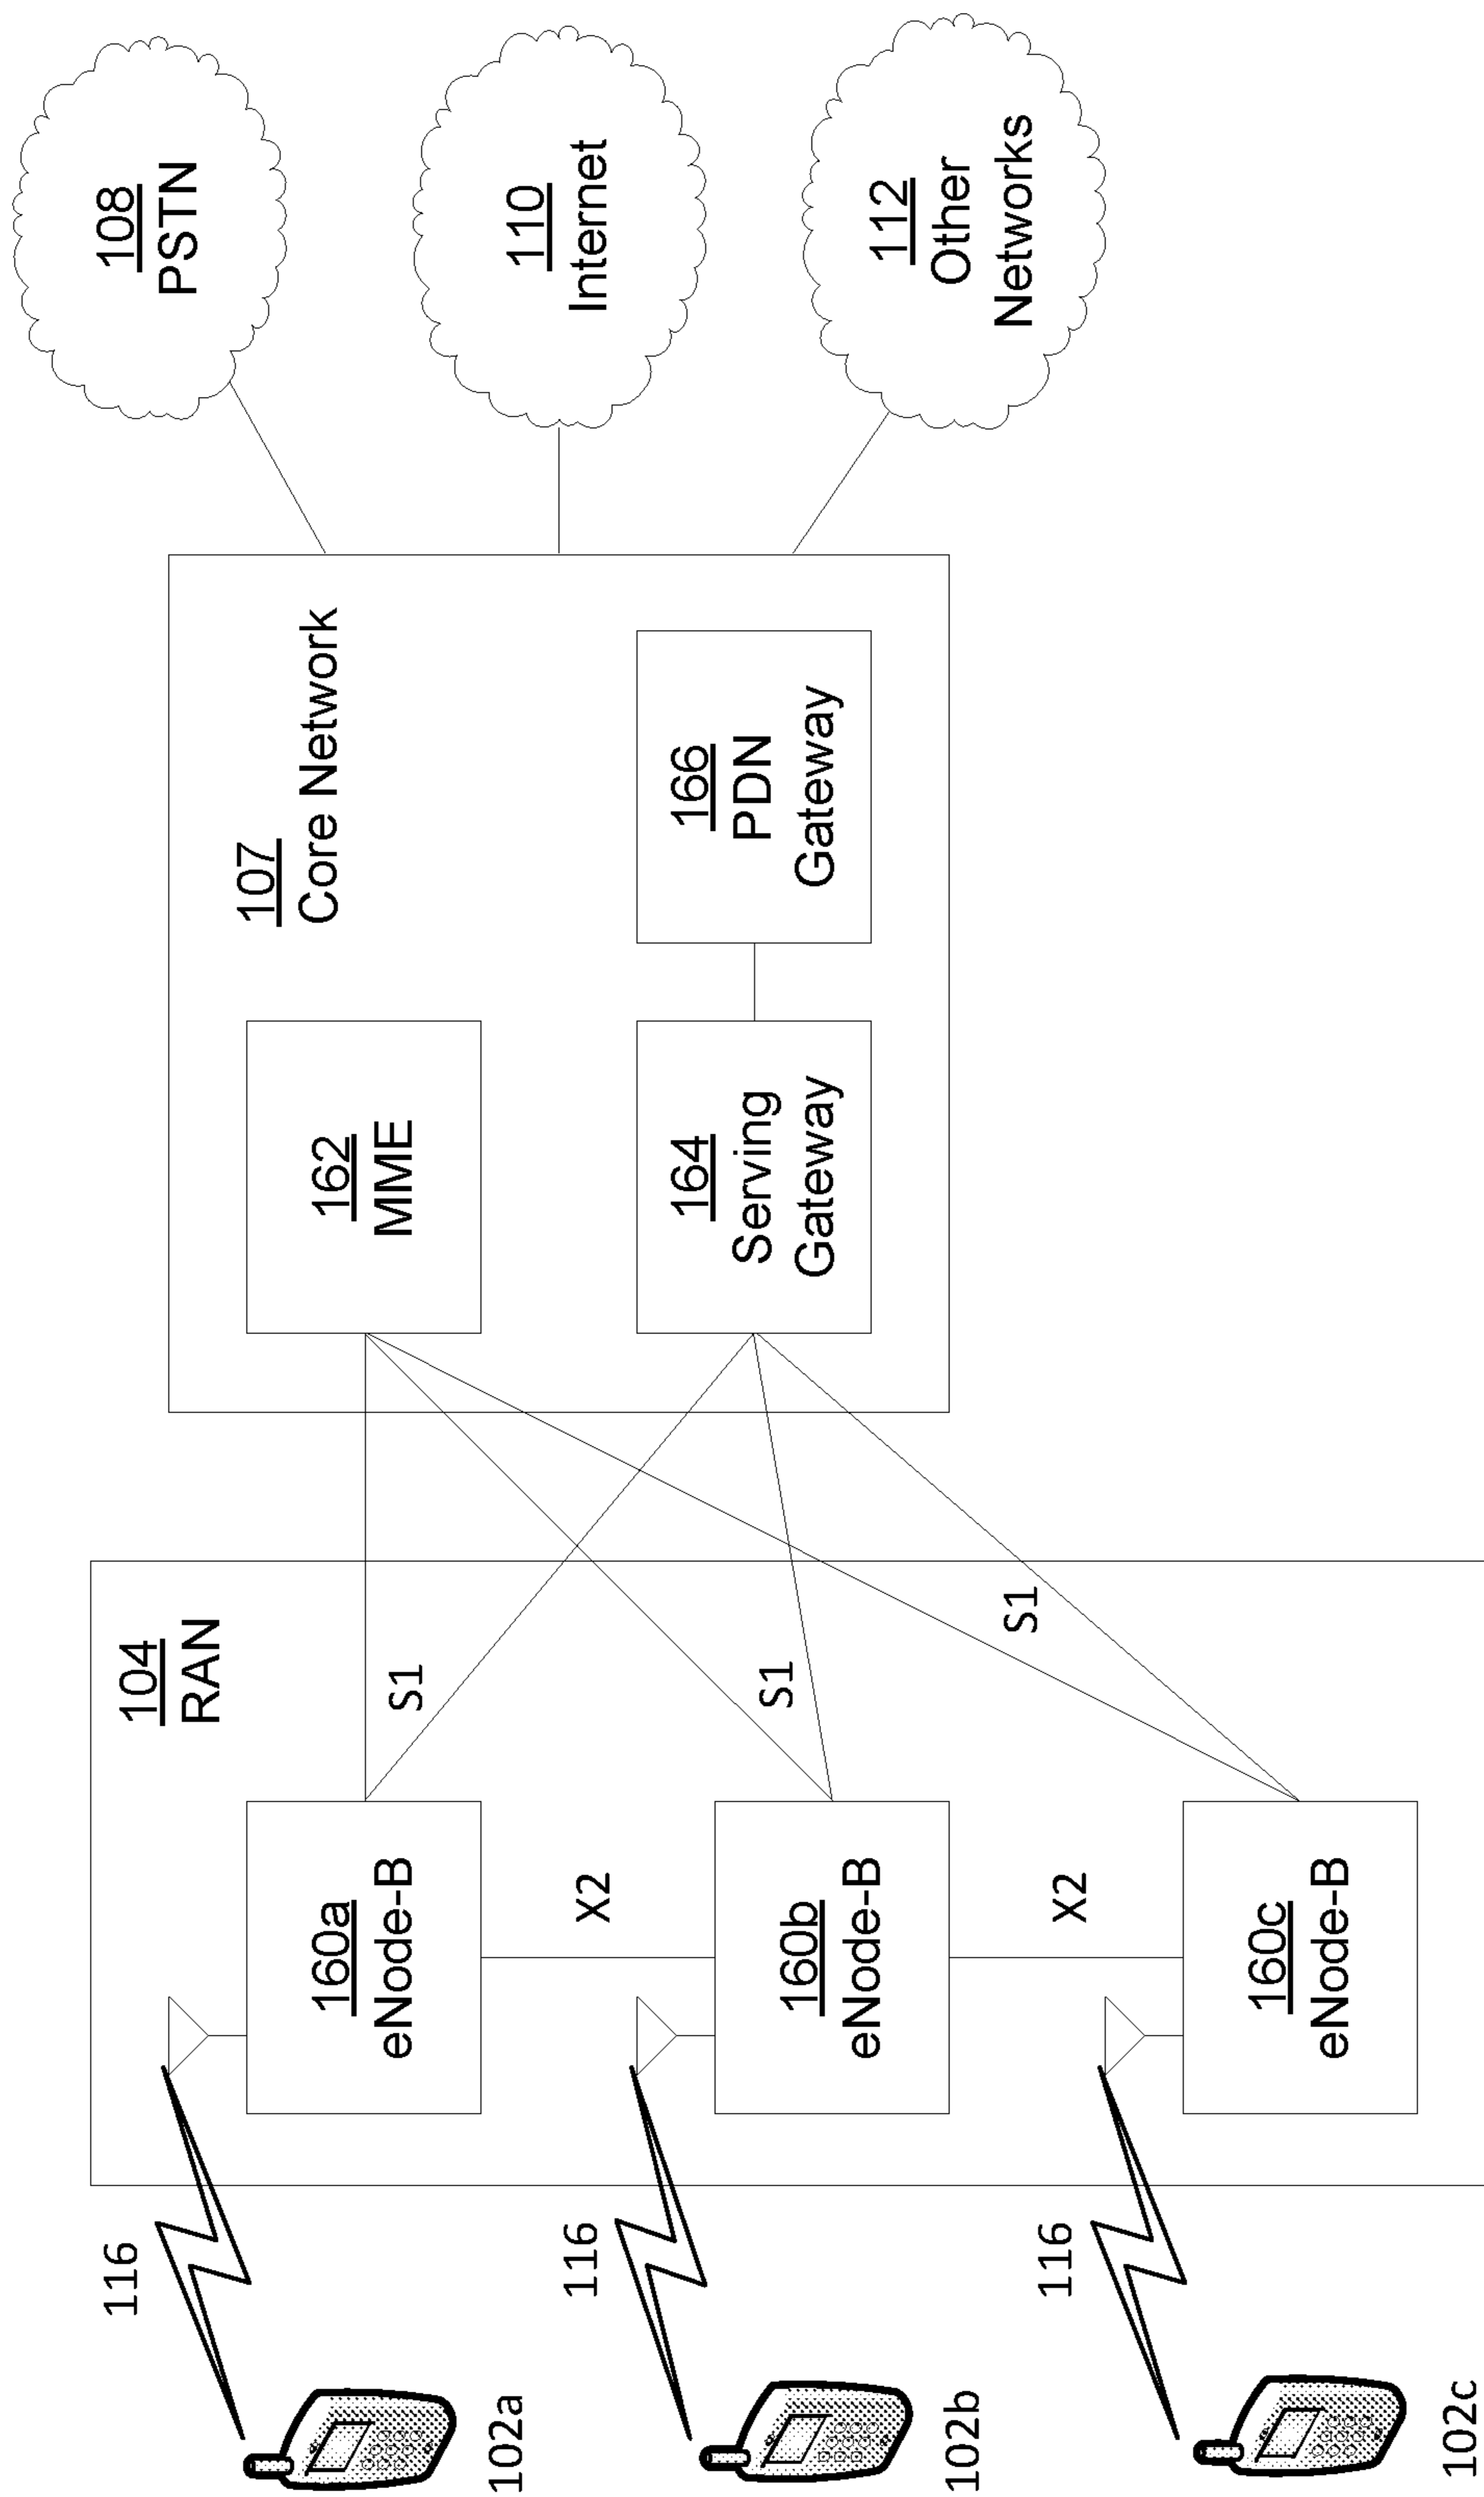 116
104
RAN
160a
eNode-B
S1
X2
116
160b
eNode-B
S1
X2
116
160c
eNode-B
S1
102a
102b
102c
107
Core Network
162
MME
164
Serving
Gateway
166
PDN
Gateway
108
PSTN
110
Internet
112
Other
Networks